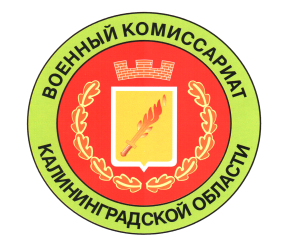 ВОЕННЫЙ КОМИССАРИАТ
КАЛИНИНГРАДСКОЙ ОБЛАСТИ